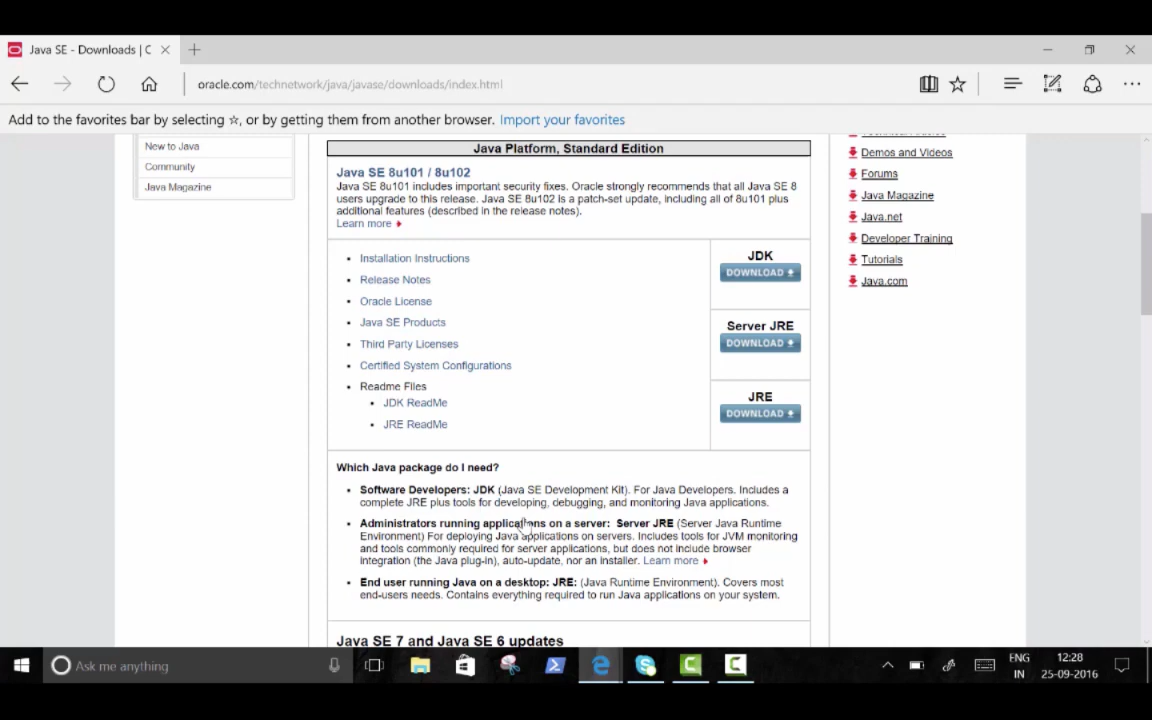 Java SE - Downloads | C
oracle.com/technetwork/java/javase/downloads/index.html
Add to the favorites bar by selecting ☆, or by getting them from another browser. Import your favorites
New to Java
Community
Java Magazine
Java Platform, Standard Edition
Java SE 8u101 / 8u102
Java SE 8u101 includes important security fixes. Oracle strongly recommends that all Java SE 8
users upgrade to this release. Java SE 8u102 is a patch-set update, including all of 8u101 plus
additional features (described in the release notes).
Learn more
• Installation Instructions
• Release Notes
• Oracle License
• Java SE Products
• Third Party Licenses
• Certified System Configurations
• Readme Files
• JDK ReadMe
• JRE ReadMe
JDK
DOWNLOAD
Server JRE
DOWNLOAD
JRE
DOWNLOAD
Which Java package do I need?
• Software Developers: JDK (Java SE Development Kit). For Java Developers. Includes a
complete JRE plus tools for developing, debugging, and monitoring Java applications.
• Administrators running applications on a server: Server JRE (Server Java Runtime
Environment) For deploying Java applications on servers. Includes tools for JVM monitoring
and tools commonly required for server applications, but does not include browser
integration (the Java plug-in), auto-update, nor an installer. Learn more
• End user running Java on a desktop: JRE: (Java Runtime Environment). Covers most
end-users needs. Contains everything required to run Java applications on your system.
Java SE 7 and Java SE 6 updates
Technical Articles
Demos and Videos
Forums
Java Magazine
Java.net
Developer Training
Tutorials
Java.com
Ask me anything
ENG
IN
12:28
25-09-2016